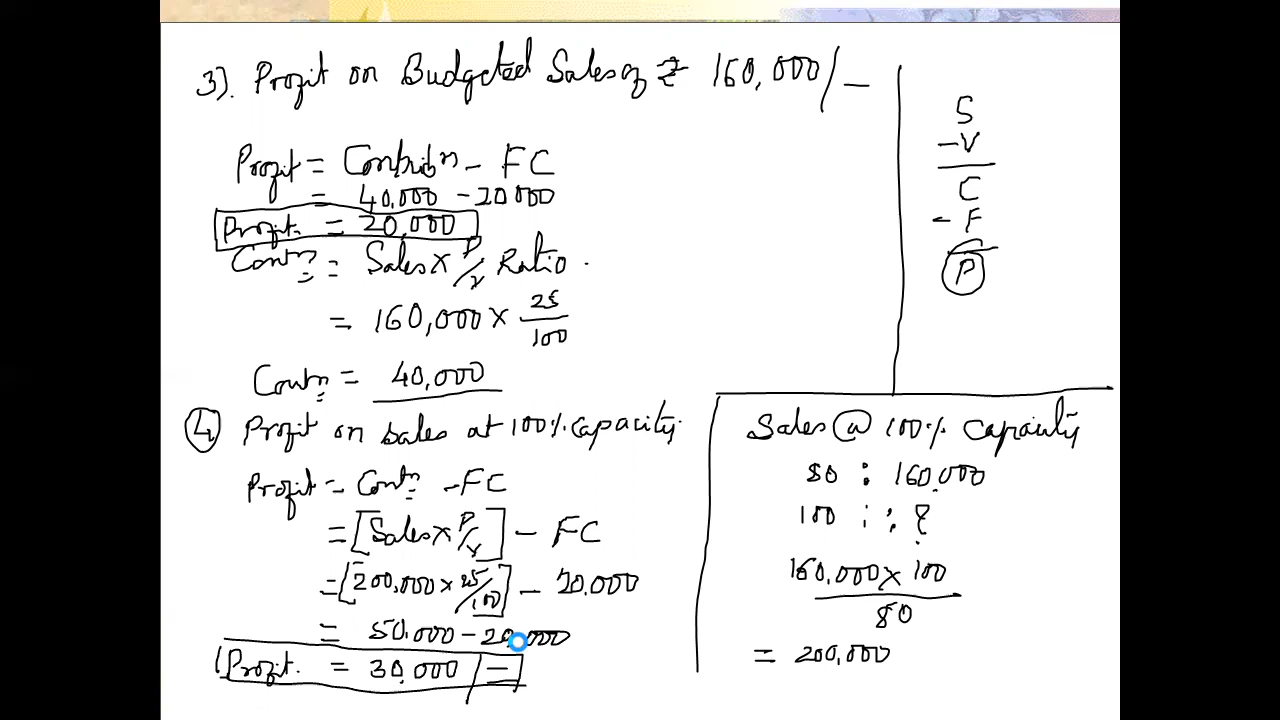 3). Profit on Budgeted Sales of ₹ 160,000/-
Profit = Contribⁿ - FC
= 40,000 - 20000
Profit = 20,000
Contⁿ = Sales x P/V Ratio.
= 160,000 x 25/100
Contⁿ = 40,000
S
- V
C
- F
P
4 Profit on sales at 100% capacity.
Profit = Contⁿ - FC
= [Sales x P/V] - FC
= [200,000 x 25/100] - 20.000
= 50.000 - 20,000
Profit. = 30,000/=
Sales @ 100% capacity
80 : 160,000
100 : : ?
160,000 x 100
80
= 200,000